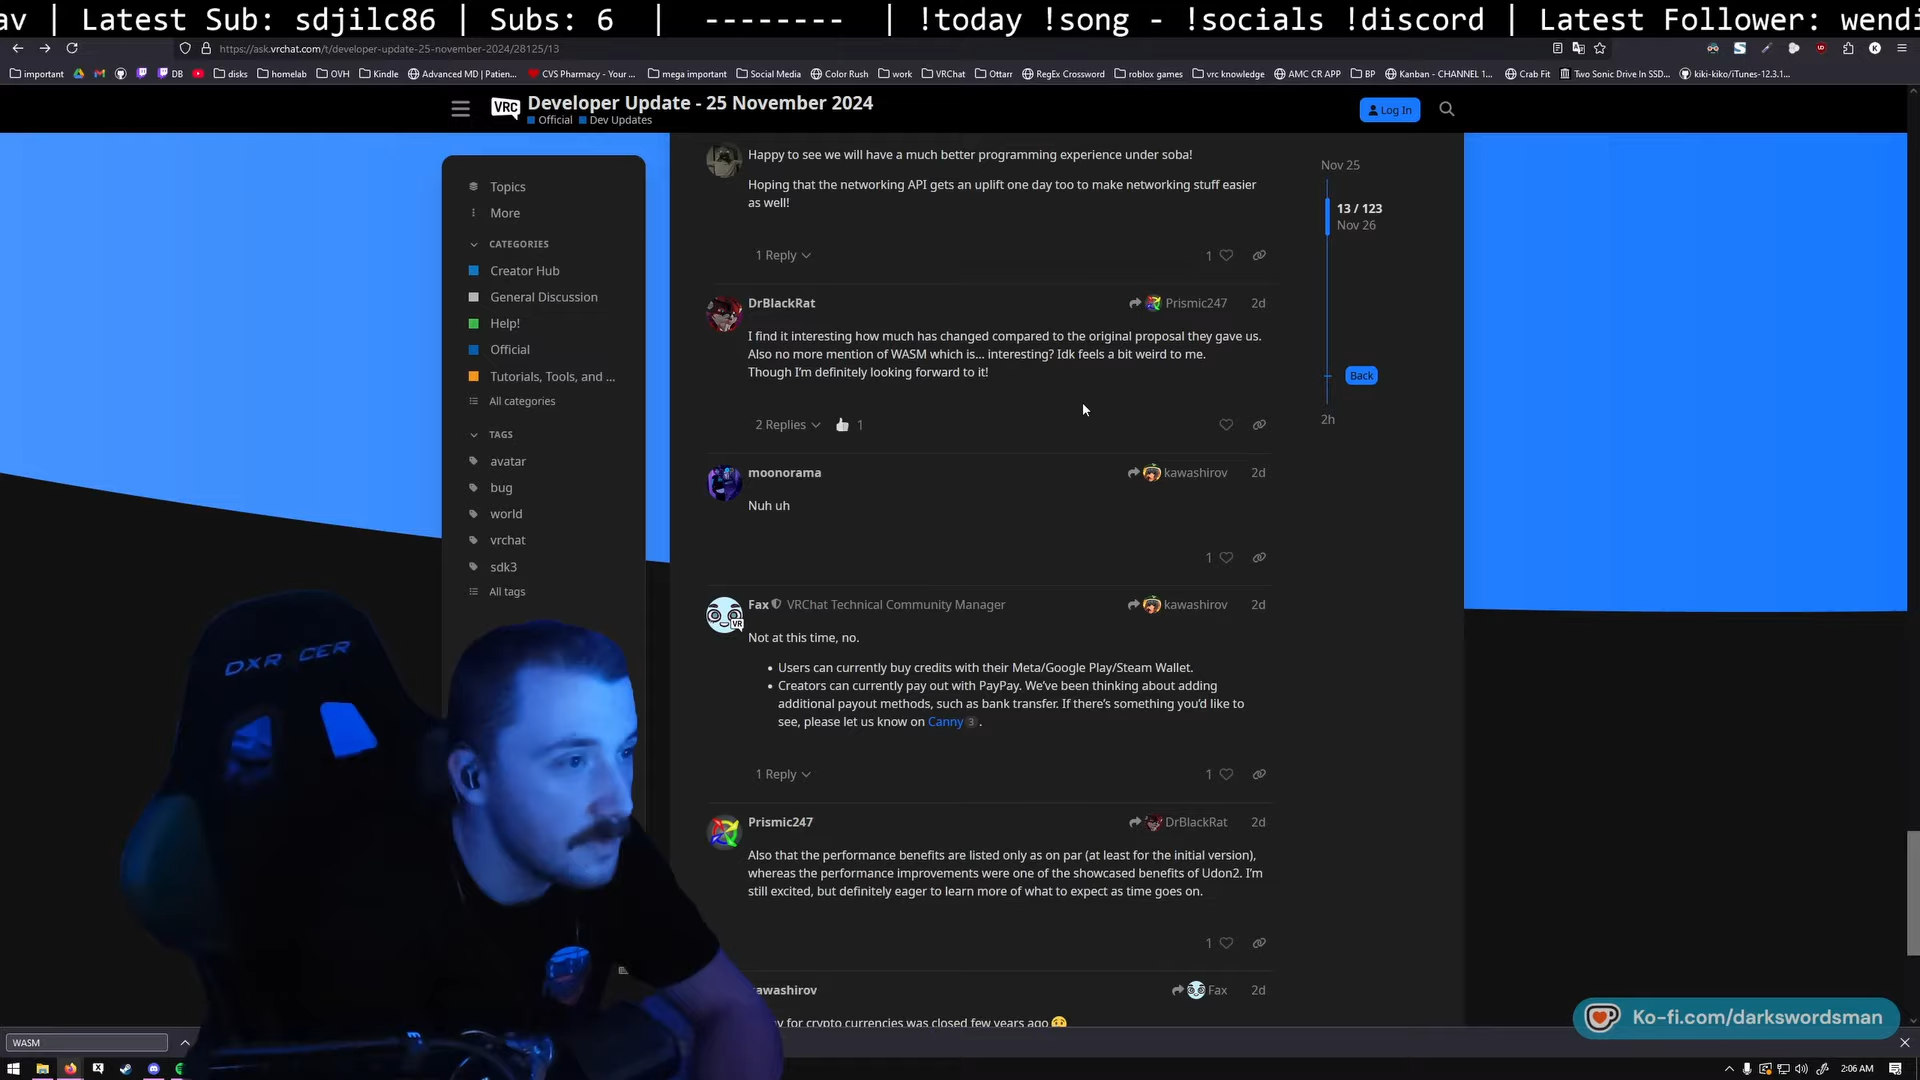 av | Latest Sub: sdjilc86 | Subs: 6 | -------- | !today !song - !socials !discord | Latest Follower: wendi
https://ask.vrchat.com/t/developer-update-25-november-2024/28125/13
important DB disks homelab OVH Kindle Advanced MD | Patien... CVS Pharmacy - Your ... mega important Social Media Color Rush work VRChat Ottarr RegEx Crossword roblox games vrc knowledge AMC CR APP BP Kanban - CHANNEL 1... Crab Fit Two Sonic Drive In SSD... kiki-kiko/iTunes-12.3.1...
VRC Developer Update - 25 November 2024
Official Dev Updates
Log In
Topics
More
CATEGORIES
Creator Hub
General Discussion
Help!
Official
Tutorials, Tools, and ...
All categories
TAGS
avatar
bug
world
vrchat
sdk3
All tags
Happy to see we will have a much better programming experience under soba!
Hoping that the networking API gets an uplift one day too to make networking stuff easier
as well!
1 Reply 1
DrBlackRat Prismic247 2d
I find it interesting how much has changed compared to the original proposal they gave us.
Also no more mention of WASM which is... interesting? Idk feels a bit weird to me.
Though I'm definitely looking forward to it!
2 Replies 1
moonorama kawashirov 2d
Nuh uh
1
Fax VRChat Technical Community Manager kawashirov 2d
Not at this time, no.
• Users can currently buy credits with their Meta/Google Play/Steam Wallet.
• Creators can currently pay out with PayPay. We've been thinking about adding
additional payout methods, such as bank transfer. If there's something you'd like to
see, please let us know on Canny 3 .
1 Reply 1
Prismic247 DrBlackRat 2d
Also that the performance benefits are listed only as on par (at least for the initial version),
whereas the performance improvements were one of the showcased benefits of Udon2. I'm
still excited, but definitely eager to learn more of what to expect as time goes on.
1
awashirov Fax 2d
y for crypto currencies was closed few years ago
Nov 25
13 / 123
Nov 26
Back
2h
DXR CER
Ko-fi.com/darkswordsman
WASM
2:06 AM